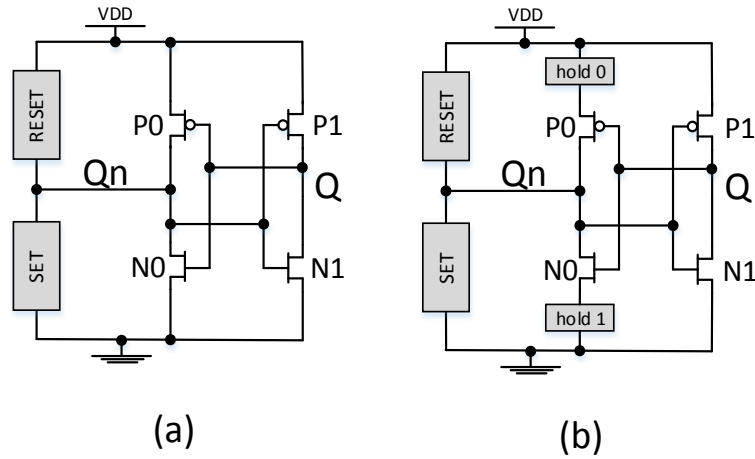 VDD
RESET
P0
P1
Qn
Q
SET
N0
N1
(a)
VDD
hold 0
RESET
P0
P1
Qn
Q
SET
N0
N1
hold 1
(b)